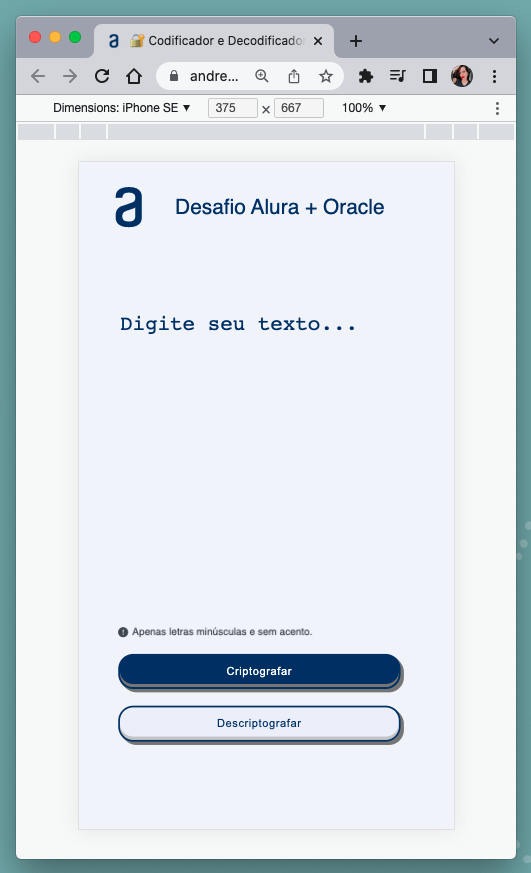 Codificador e Decodificador
andre...
Dimensions: iPhone SE ▼ 375 × 667 100% ▼
a Desafio Alura + Oracle
Digite seu texto...
Apenas letras minúsculas e sem acento.
Criptografar
Descriptografar